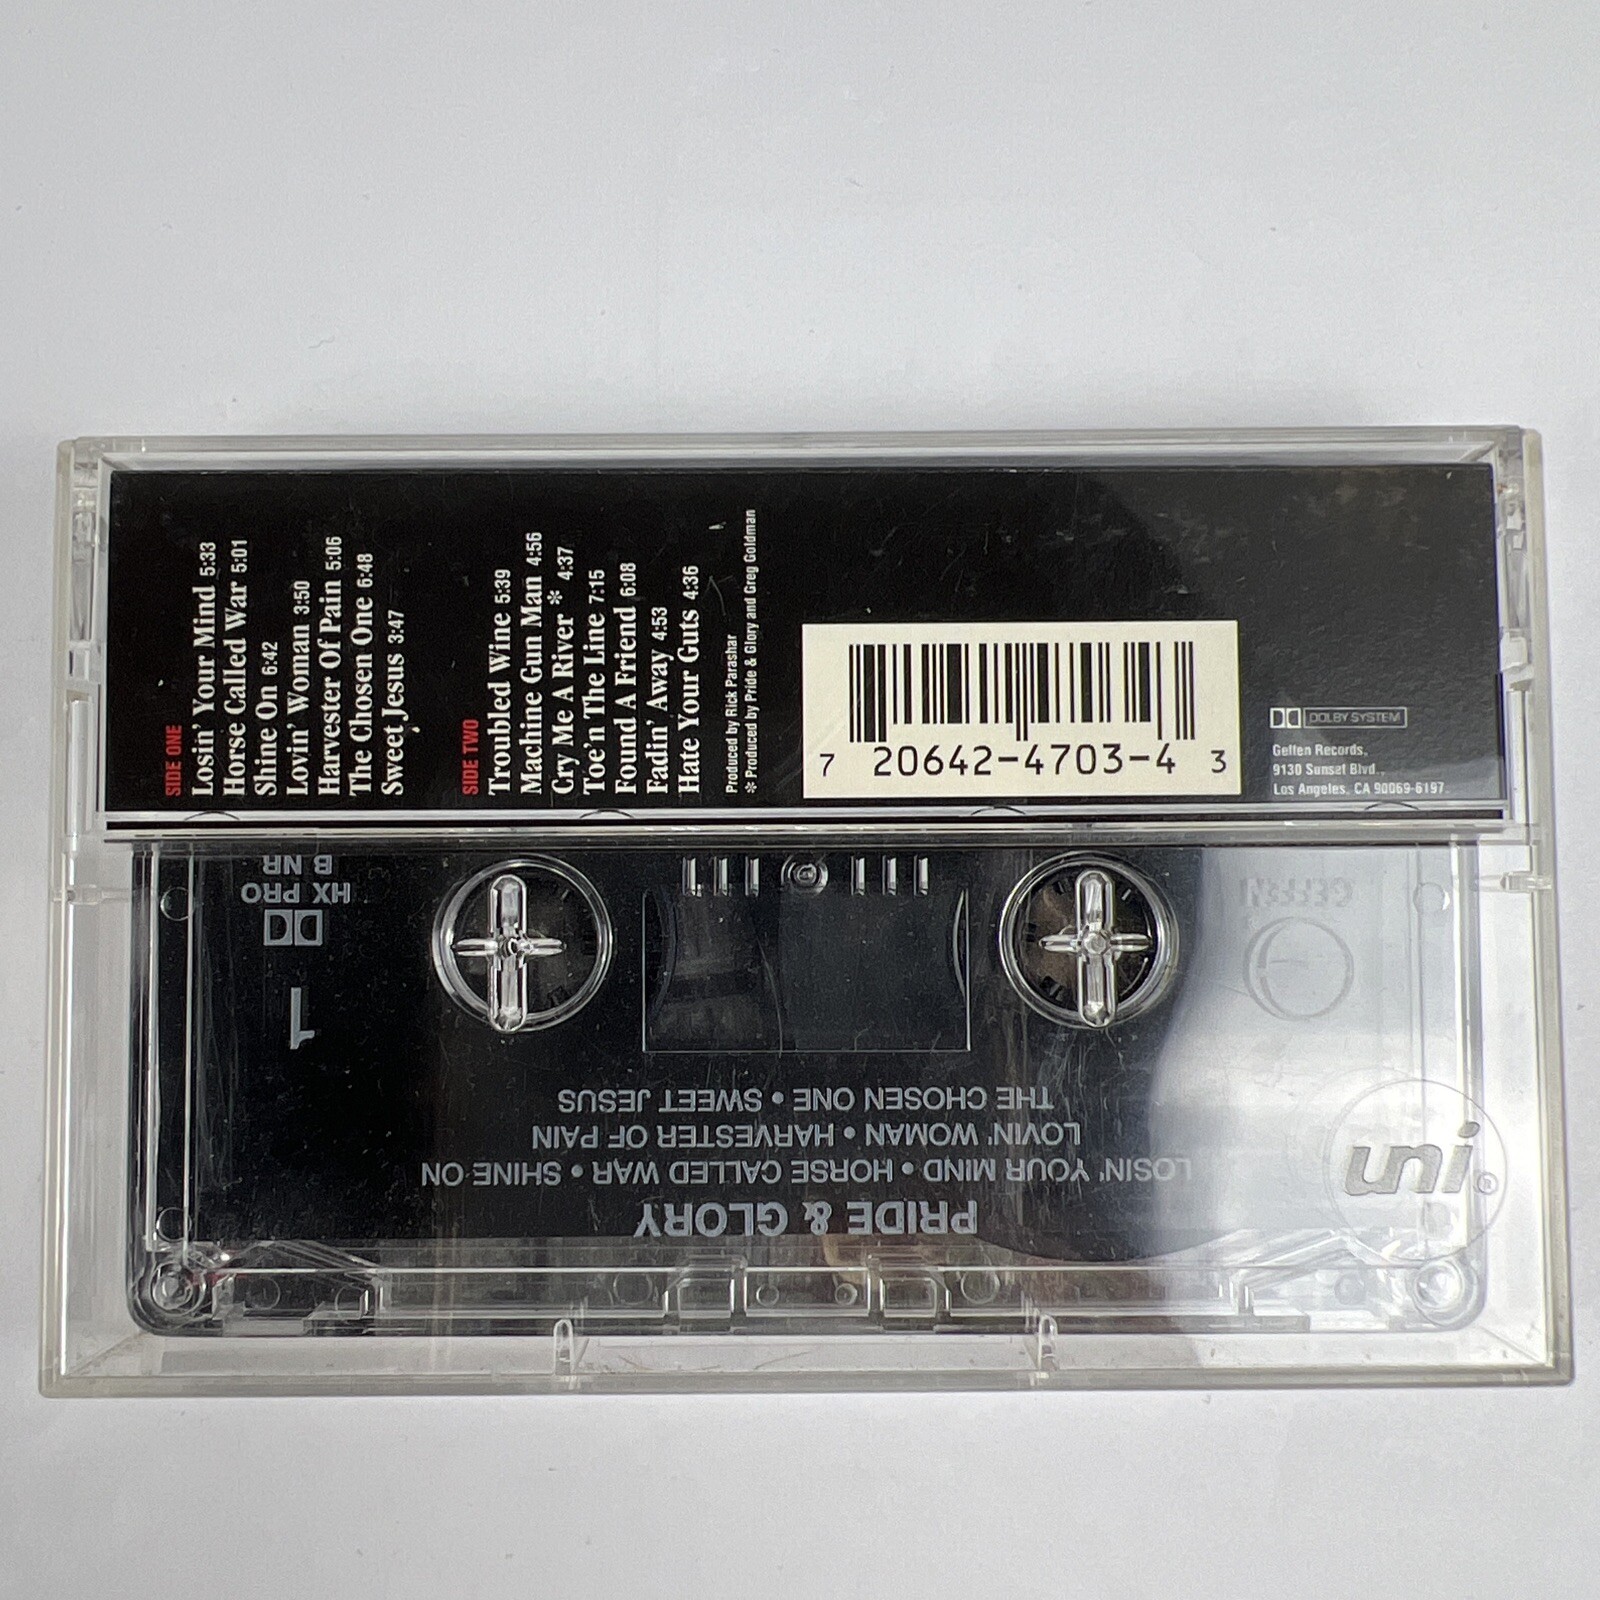 SIDE ONE
Losin' Your Mind 5:33
Horse Called War 5:01
Shine On 6:42
Lovin' Woman 3:50
Harvester Of Pain 5:06
The Chosen One 6:48
Sweet Jesus 3:47
SIDE TWO
Troubled Wine 5:39
Machine Gun Man 4:56
Cry Me A River * 4:37
Toe'n The Line 7:15
Found A Friend 6:08
Fadin' Away 4:53
Hate Your Guts 4:36
Produced by Rick Parashar
* Produced by Pride & Glory and Greg Goldman
7 20642-4703-4 3
DOLBY SYSTEM
Geffen Records,
9130 Sunset Blvd.,
Los Angeles, CA 90069-6197.
PRIDE & GLORY
LOSIN' YOUR MIND • HORSE CALLED WAR • SHINE ON
LOVIN' WOMAN • HARVESTER OF PAIN
THE CHOSEN ONE • SWEET JESUS
1
HX PRO
B NR
GEFFEN
uni®